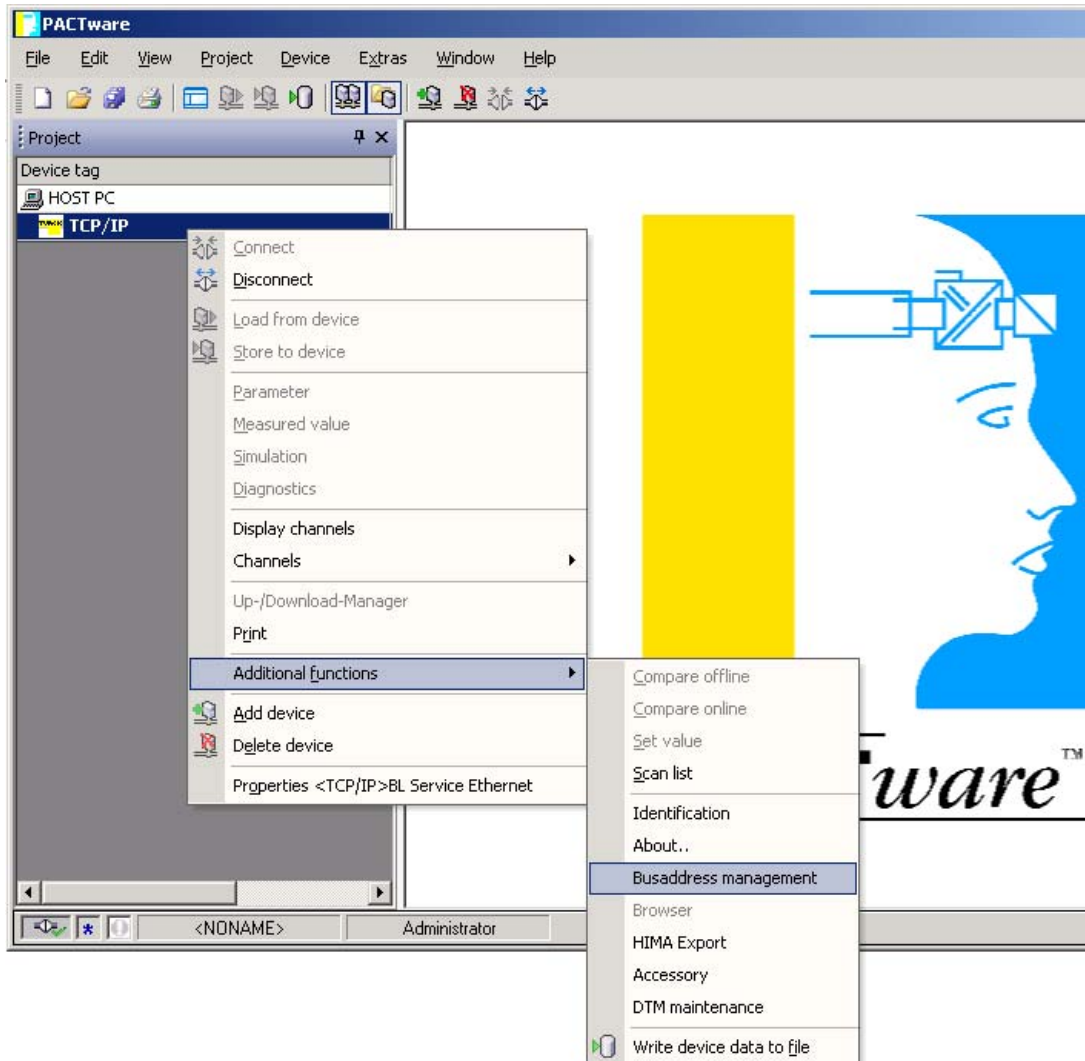 PACTware
File Edit View Project Device Extras Window Help
Project
Device tag
HOST PC
TURCK TCP/IP
Connect
Disconnect
Load from device
Store to device
Parameter
Measured value
Simulation
Diagnostics
Display channels
Channels
Up-/Download-Manager
Print
Additional functions
Add device
Delete device
Properties <TCP/IP>BL Service Ethernet
Compare offline
Compare online
Set value
Scan list
Identification
About..
Busaddress management
Browser
HIMA Export
Accessory
DTM maintenance
Write device data to file
ware™
<NONAME> Administrator